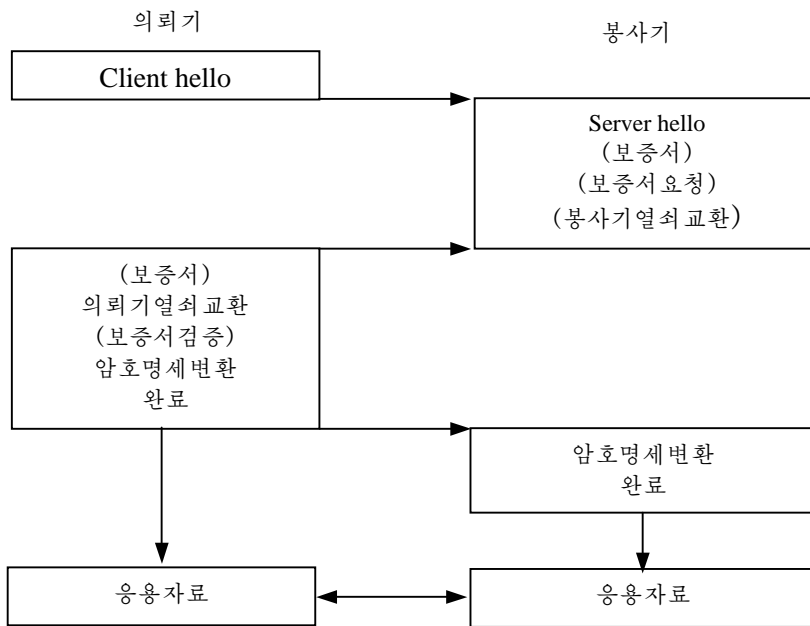 의뢰기
봉사기
Client hello
Server hello
(보증서)
(보증서요청)
(봉사기열쇠교환)
(보증서)
의뢰기열쇠교환
(보증서검증)
암호명세변환
완료
암호명세변환
완료
응용자료
응용자료